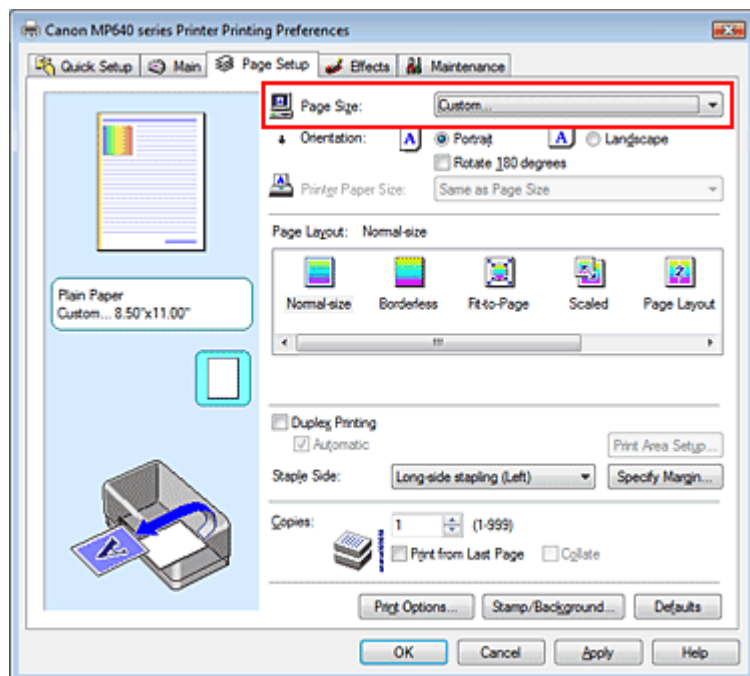 Canon MP640 series Printer Printing Preferences
Quick Setup Main Page Setup Effects Maintenance
Page Size: Custom...
Orientation: A Portrait A Landscape
Rotate 180 degrees
Printer Paper Size: Same as Page Size
Page Layout: Normal-size
Normal-size Borderless Fit-to-Page Scaled Page Layout
Plain Paper
Custom... 8.50"x11.00"
Duplex Printing
Automatic
Print Area Setup...
Staple Side: Long-side stapling (Left) Specify Margin...
Copies: 1 (1-999)
Print from Last Page Collate
Print Options... Stamp/Background... Defaults
OK Cancel Apply Help